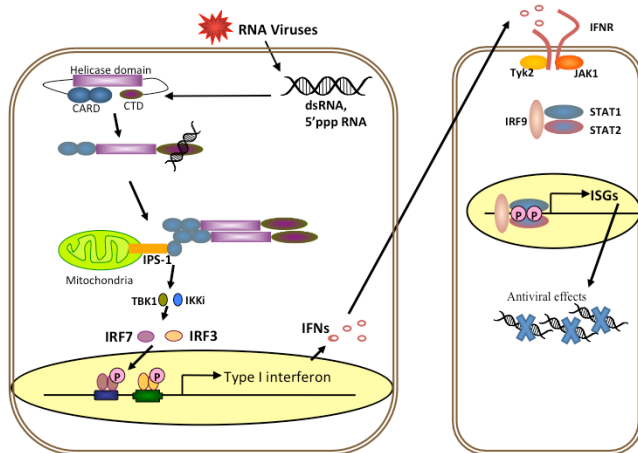 RNA Viruses
Helicase domain
CARD
CTD
dsRNA,
5'ppp RNA
IPS-1
Mitochondria
TBK1
IKKi
IRF7
IRF3
IFNs
P
P
Type I interferon
IFNR
Tyk2
JAK1
IRF9
STAT1
STAT2
ISGs
P
P
Antiviral effects